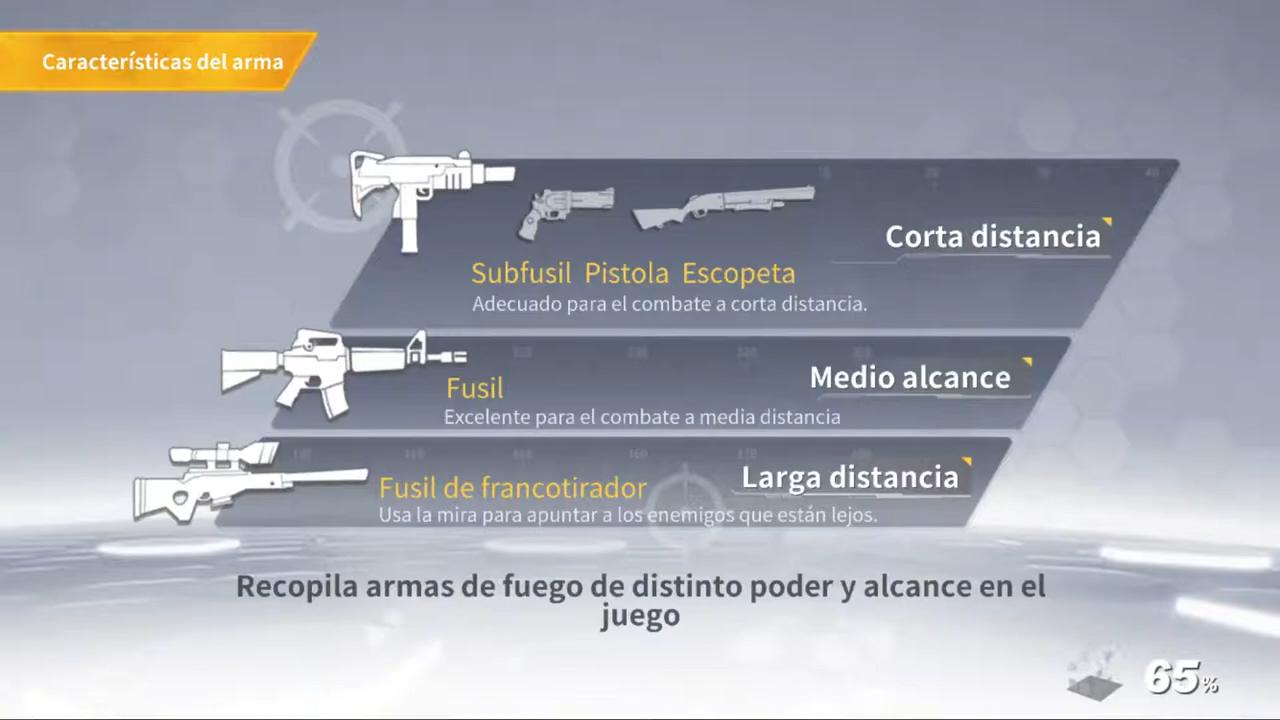 Características del arma
Corta distancia
Subfusil Pistola Escopeta
Adecuado para el combate a corta distancia.
Medio alcance
Fusil
Excelente para el combate a media distancia
Larga distancia
Fusil de francotirador
Usa la mira para apuntar a los enemigos que están lejos.
Recopila armas de fuego de distinto poder y alcance en el
juego
65%